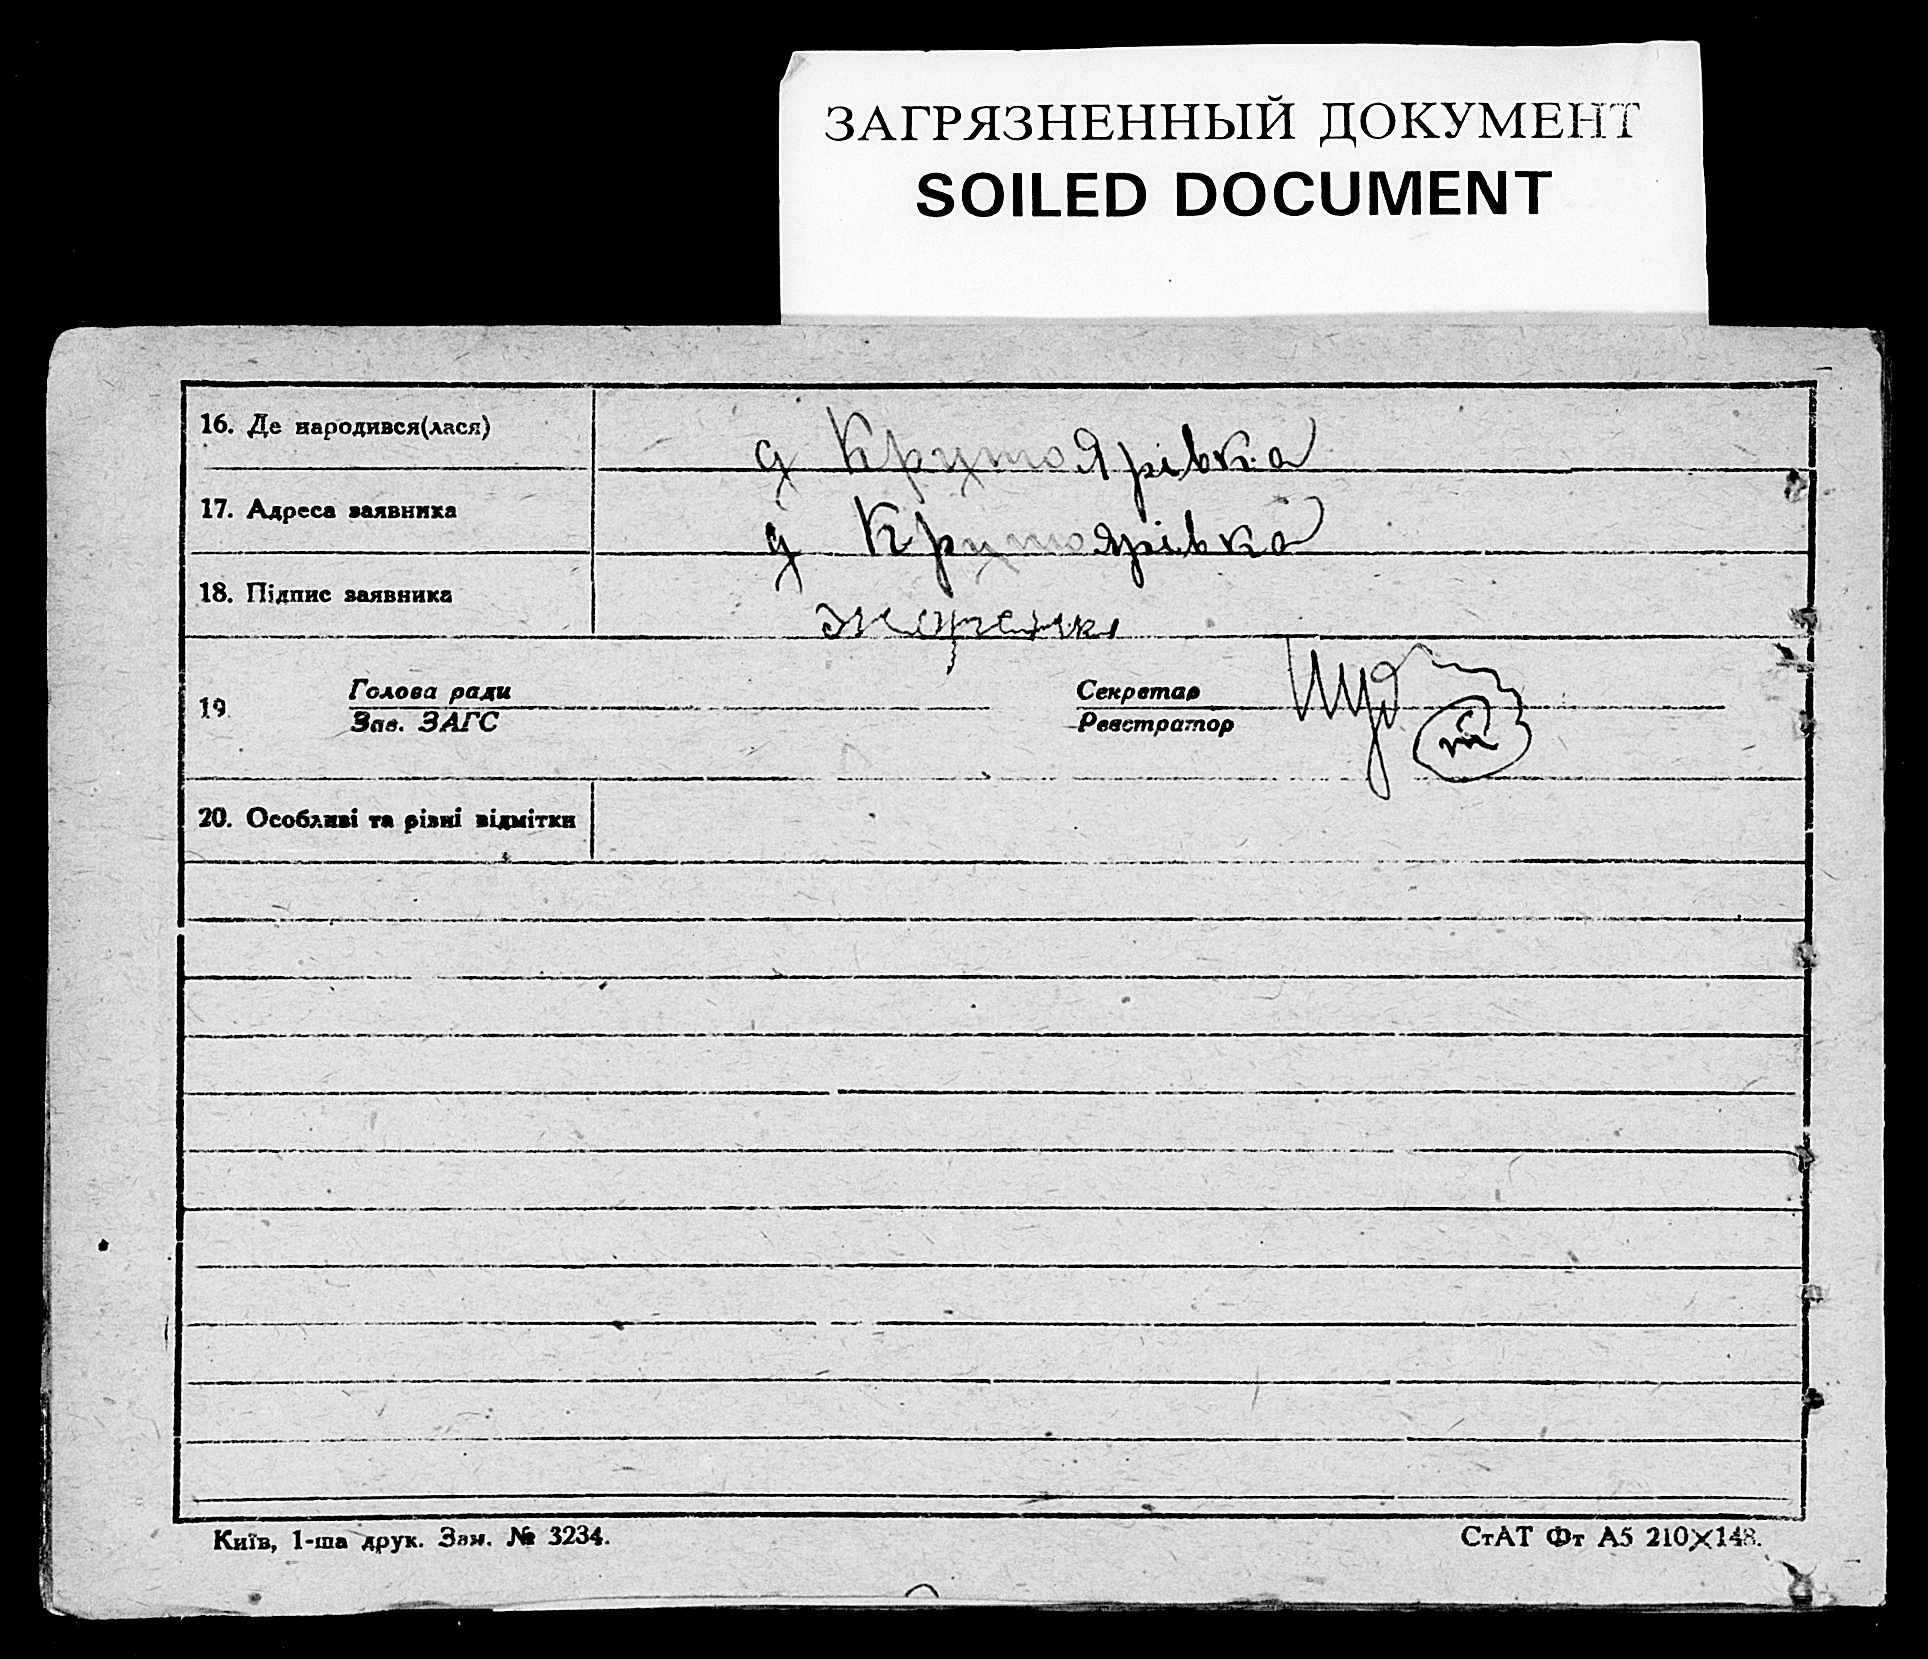 ЗАГРЯЗНЕННЫЙ ДОКУМЕНТ
SOILED DOCUMENT
16. Де народився(лася) д Крутоярівка
17. Адреса заявника д Крутоярівка
18. Підпис заявника
19 Голова ради Секретар
Зав. ЗАГС Реєстратор
20. Особливі та різні відмітки
Київ, 1-ша друк. Зам. № 3234. СтАТ Фт А5 210×148.